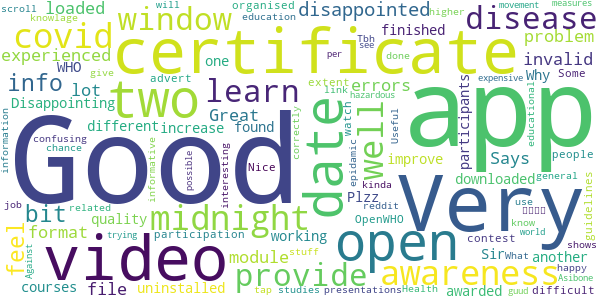 scroll loaded window organised will disappointed movement measures
knowlage education higher disease
covid certificate
experienced WHO advert one finished per see done problem
Tbh Some
info lot two learn extent give errors invalid
Disappointing expensive Why
different increase found link hazardous
Great
app
information Good date well watch correctly Useful participants educational
confusing chance informative possible interesting epidamic improve Says people
Nice kinda downloaded general
job related bit quality midnight Plzz reddit Very guidelines
format participation working OpenWHO use
feel Against video open contest know world
trying module stuff Sir What another shows
courses file uninstalled provide awareness happy
tap studies presentations Health awarded guud difficult Asibone